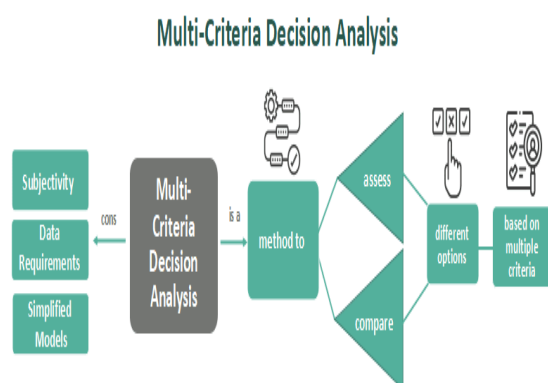 Multi-Criteria Decision Analysis
Subjectivity
Data
Requirements
Simplified
Models
cons
Multi-
Criteria
Decision
Analysis
is a
method to
assess
compare
different
options
based on
multiple
criteria